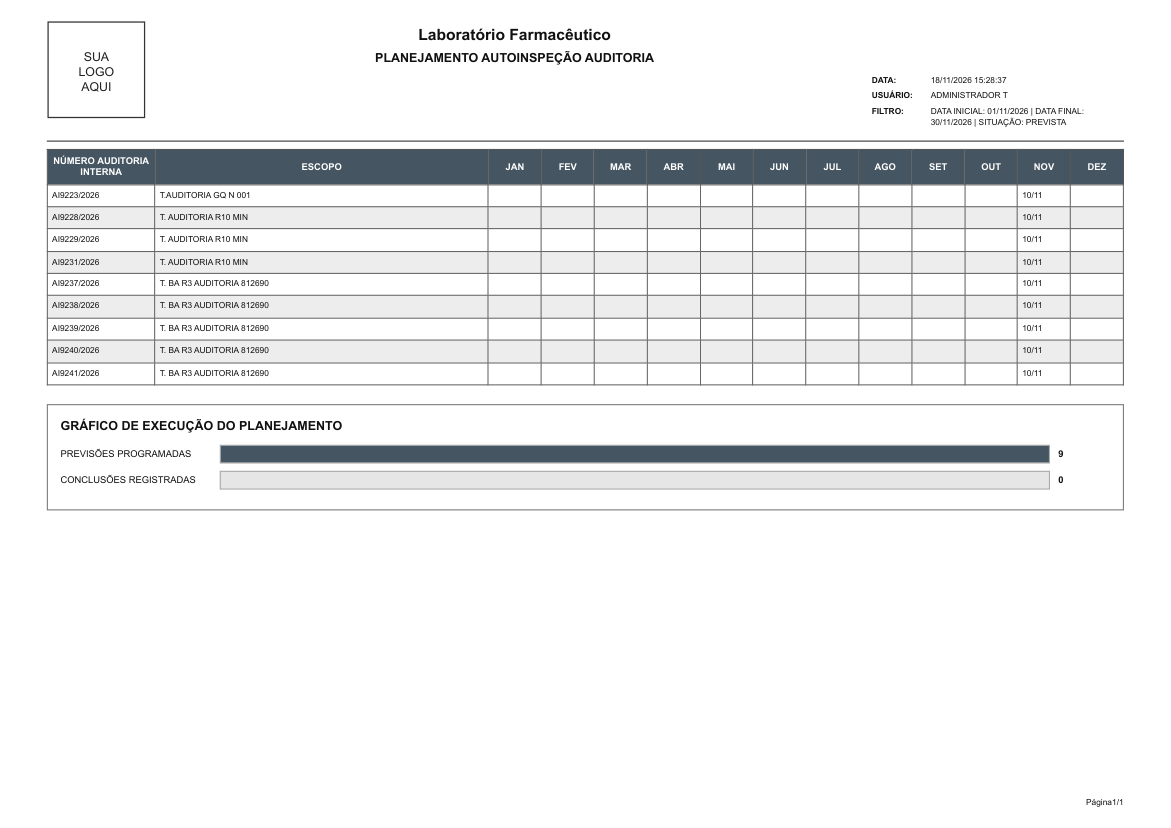 SUA
LOGO
AQUI
Laboratório Farmacêutico
PLANEJAMENTO AUTOINSPEÇÃO AUDITORIA
DATA: 18/11/2026 15:28:37
USUÁRIO: ADMINISTRADOR T
FILTRO: DATA INICIAL: 01/11/2026 | DATA FINAL:
30/11/2026 | SITUAÇÃO: PREVISTA
NÚMERO AUDITORIA INTERNA ESCOPO JAN FEV MAR ABR MAI JUN JUL AGO SET OUT NOV DEZ
AI9223/2026 T.AUDITORIA GQ N 001 10/11
AI9228/2026 T. AUDITORIA R10 MIN 10/11
AI9229/2026 T. AUDITORIA R10 MIN 10/11
AI9231/2026 T. AUDITORIA R10 MIN 10/11
AI9237/2026 T. BA R3 AUDITORIA 812690 10/11
AI9238/2026 T. BA R3 AUDITORIA 812690 10/11
AI9239/2026 T. BA R3 AUDITORIA 812690 10/11
AI9240/2026 T. BA R3 AUDITORIA 812690 10/11
AI9241/2026 T. BA R3 AUDITORIA 812690 10/11
GRÁFICO DE EXECUÇÃO DO PLANEJAMENTO
PREVISÕES PROGRAMADAS 9
CONCLUSÕES REGISTRADAS 0
Página1/1